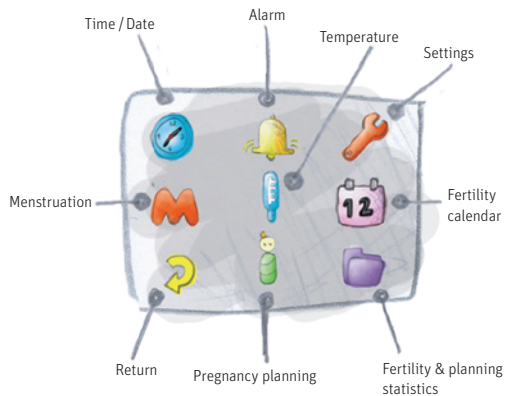 Alarm
Time / Date
Temperature
Settings
12
Menstruation
Fertility
calendar
Return
Pregnancy planning
Fertility & planning
statistics